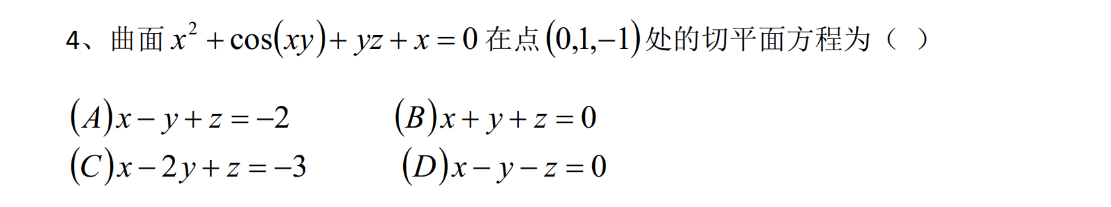 4、曲面 x² + cos(xy) + yz + x = 0 在点 (0,1,−1) 处的切平面方程为（ ）
(A) x − y + z = −2 (B) x + y + z = 0
(C) x − 2y + z = −3 (D) x − y − z = 0